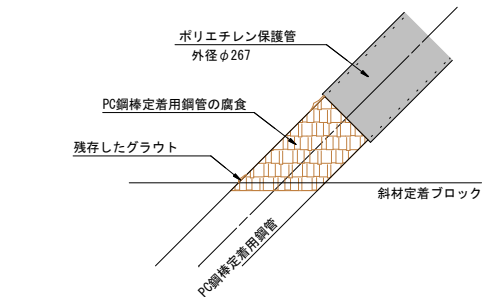 ポリエチレン保護管
外径φ267
PC鋼棒定着用鋼管の腐食
残存したグラウト
斜材定着ブロック
PC鋼棒定着用鋼管